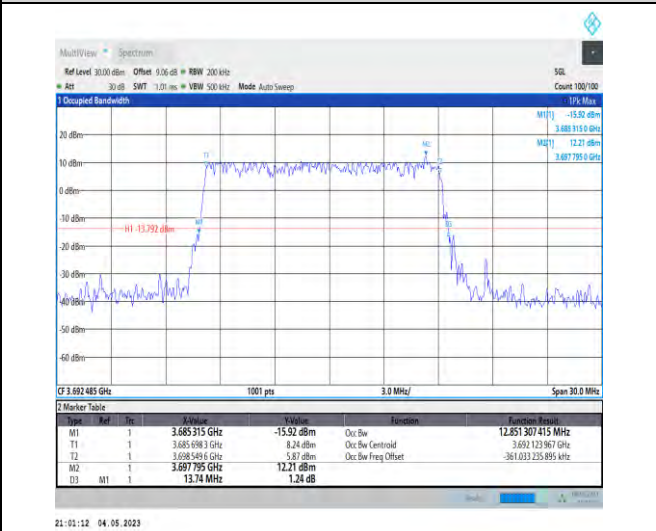 MultiView Spectrum
Ref Level 30.00 dBm Offset 9.06 dB RBW 200 kHz SGL
Att 30 dB SWT 1.01 ms VBW 500 kHz Mode Auto Sweep Count 100/100
1 Occupied Bandwidth 1Pk Max
M1[1] -15.92 dBm
3.685 315 0 GHz
M2[1] 12.21 dBm
3.697 795 0 GHz
20 dBm
10 dBm
0 dBm
-10 dBm
-20 dBm
-30 dBm
-40 dBm
-50 dBm
-60 dBm
T1
M2
M1
D3
H1 -13.792 dBm
CF 3.692 485 GHz 1001 pts 3.0 MHz/ Span 30.0 MHz
2 Marker Table
Type Ref Trc X-Value Y-Value Function Function Result
M1 1 3.685 315 GHz -15.92 dBm Occ Bw 12.851 307 415 MHz
T1 1 3.685 698 3 GHz 8.24 dBm Occ Bw Centroid 3.692 123 967 GHz
T2 1 3.698 549 6 GHz 5.87 dBm Occ Bw Freq Offset -361.033 235 895 kHz
M2 1 3.697 795 GHz 12.21 dBm
D3 M1 1 13.74 MHz 1.24 dB
21:01:12 04.05.2023